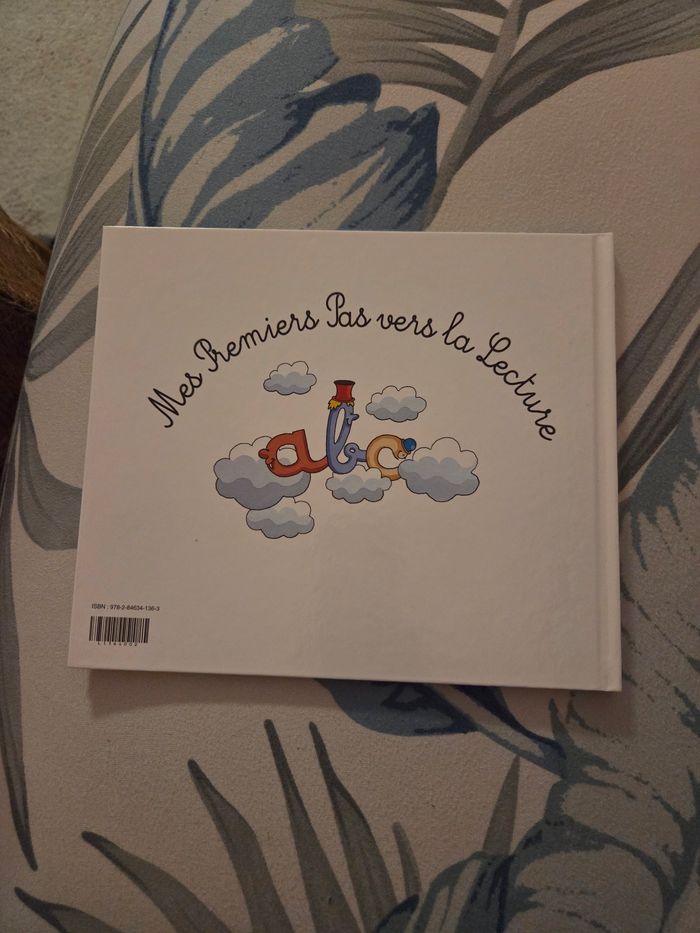 Mes Premiers Pas vers la Lecture
abc
ISBN : 978-2-84634-136-3